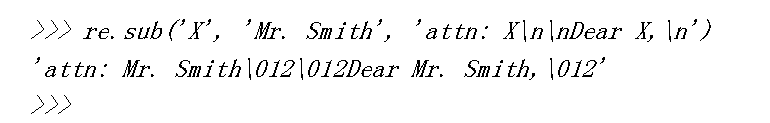 >>> re.sub('X', 'Mr. Smith', 'attn: X\n\nDear X,\n')
'attn: Mr. Smith\012\012Dear Mr. Smith,\012'
>>>